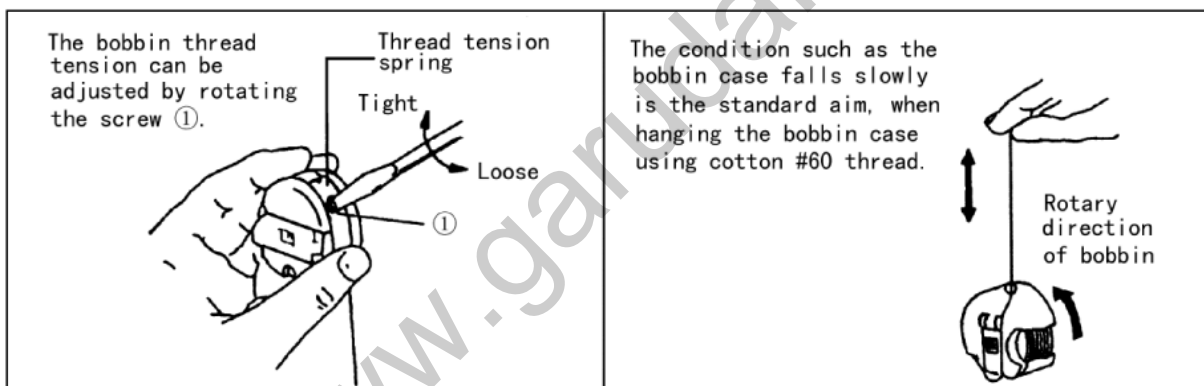 The bobbin thread
tension can be
adjusted by rotating
the screw ①.
Thread tension
spring
Tight
Loose
①
The condition such as the
bobbin case falls slowly
is the standard aim, when
hanging the bobbin case
using cotton #60 thread.
Rotary
direction
of bobbin
www.garuda